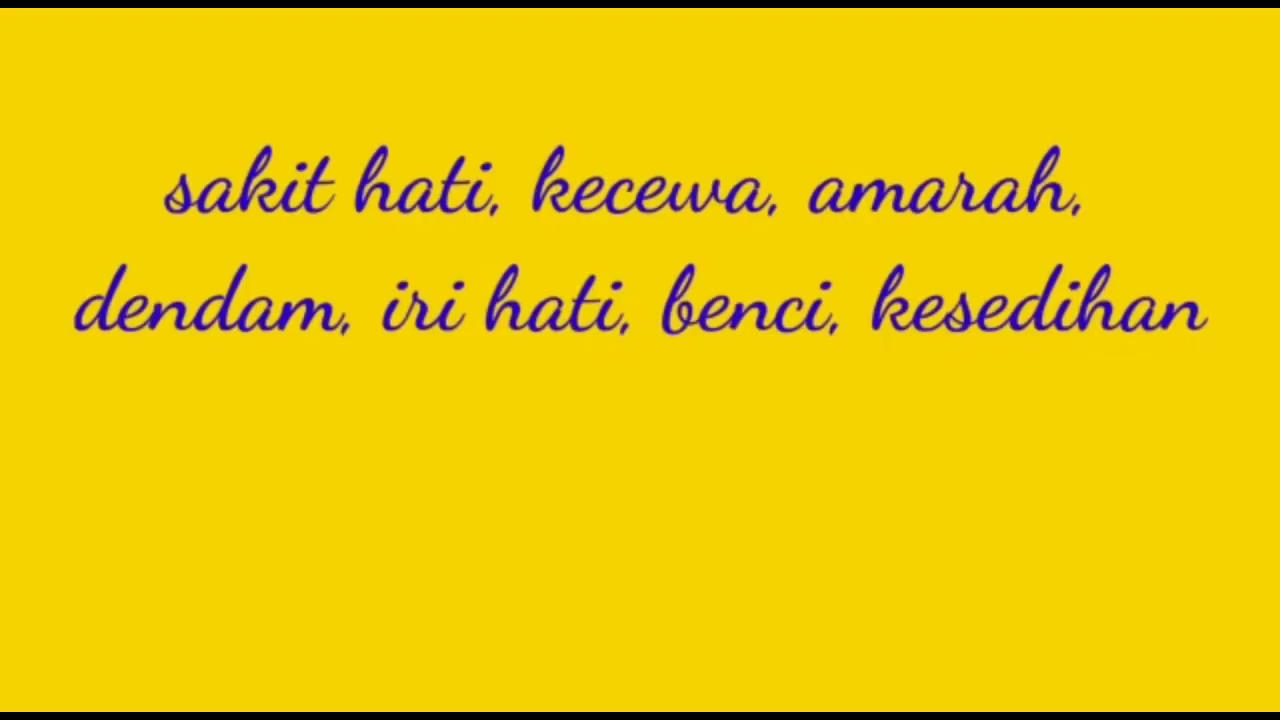 sakit hati, kecewa, amarah,
dendam, iri hati, benci, kesedihan